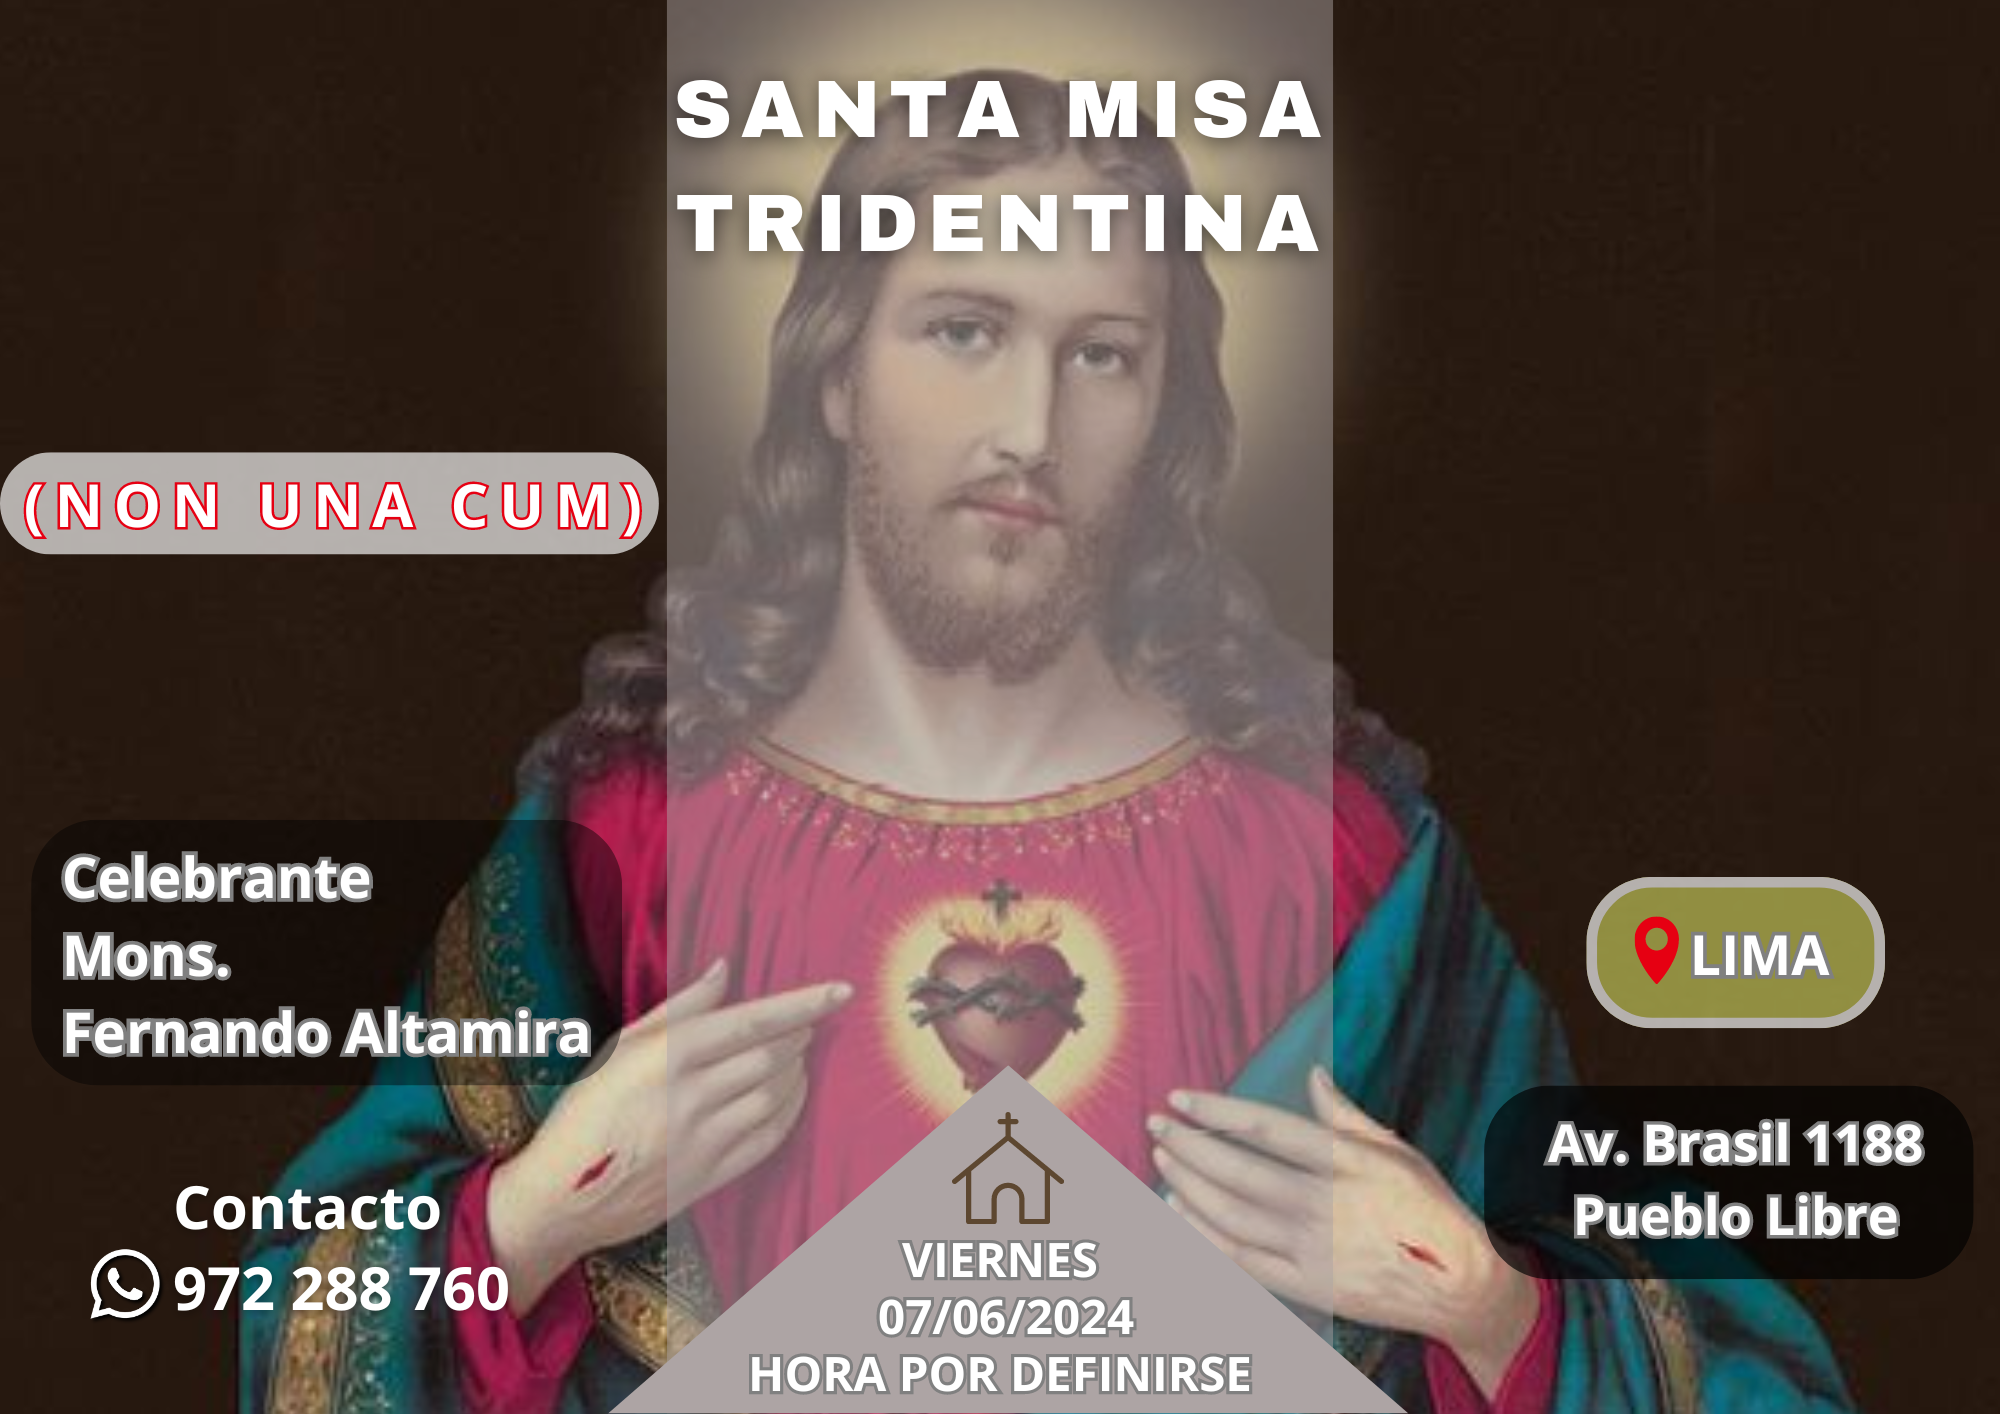 SANTA MISA
TRIDENTINA
(NON UNA CUM)
Celebrante
Mons.
Fernando Altamira
Contacto
972 288 760
LIMA
Av. Brasil 1188
Pueblo Libre
VIERNES
07/06/2024
HORA POR DEFINIRSE